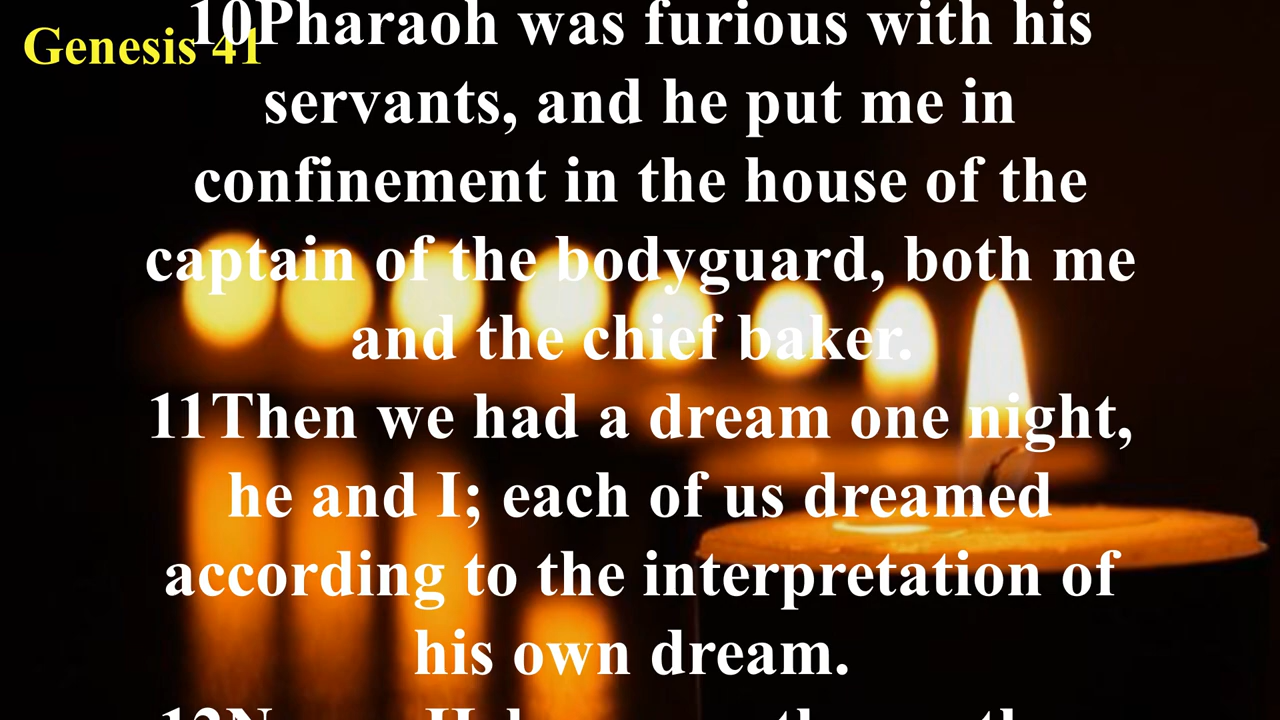 Genesis 41
10Pharaoh was furious with his
servants, and he put me in
confinement in the house of the
captain of the bodyguard, both me
and the chief baker.
11Then we had a dream one night,
he and I; each of us dreamed
according to the interpretation of
his own dream.